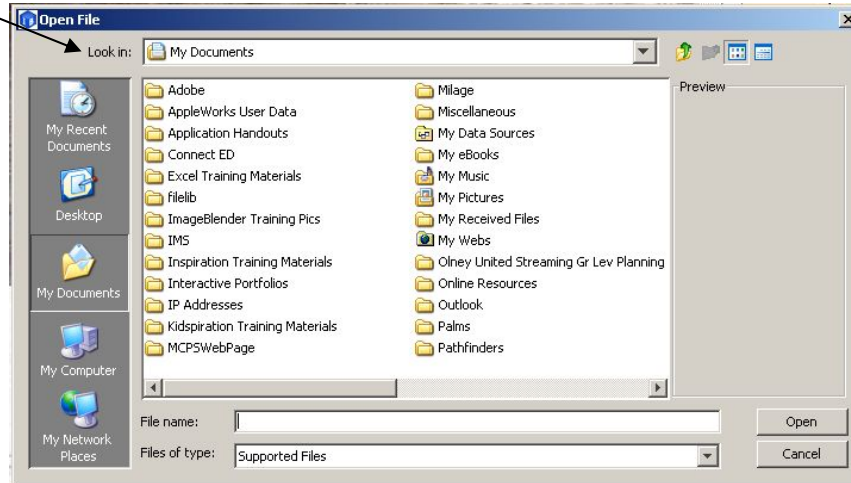 Open File
Look in: My Documents
My Recent
Documents
Desktop
My Documents
My Computer
My Network
Places
Adobe
AppleWorks User Data
Application Handouts
Connect ED
Excel Training Materials
filelib
ImageBlender Training Pics
IMS
Inspiration Training Materials
Interactive Portfolios
IP Addresses
Kidspiration Training Materials
MCPSWebPage
Milage
Miscellaneous
My Data Sources
My eBooks
My Music
My Pictures
My Received Files
My Webs
Olney United Streaming Gr Lev Planning
Online Resources
Outlook
Palms
Pathfinders
Preview
File name:
Open
Files of type: Supported Files
Cancel